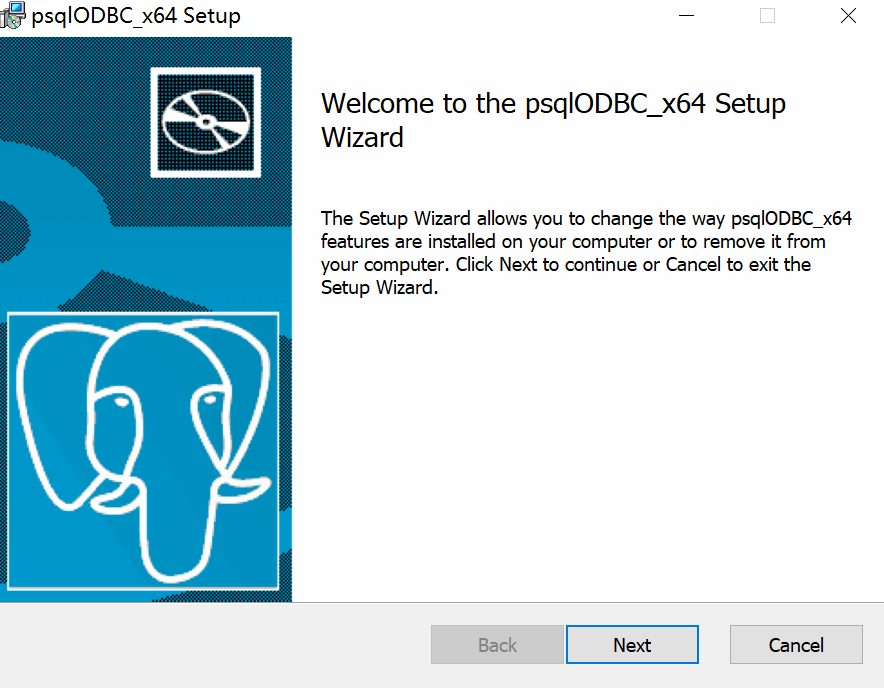 psqlODBC_x64 Setup
Welcome to the psqlODBC_x64 Setup
Wizard
The Setup Wizard allows you to change the way psqlODBC_x64
features are installed on your computer or to remove it from
your computer. Click Next to continue or Cancel to exit the
Setup Wizard.
Back
Next
Cancel